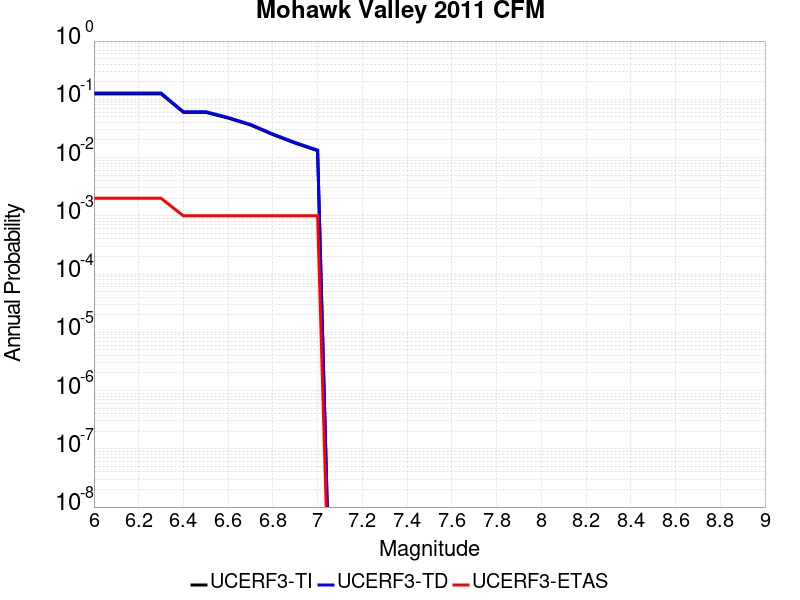 Mohawk Valley 2011 CFM
10^0
10^-1
10^-2
10^-3
10^-4
10^-5
10^-6
10^-7
10^-8
Annual Probability
6 6.2 6.4 6.6 6.8 7 7.2 7.4 7.6 7.8 8 8.2 8.4 8.6 8.8 9
Magnitude
UCERF3-TI UCERF3-TD UCERF3-ETAS